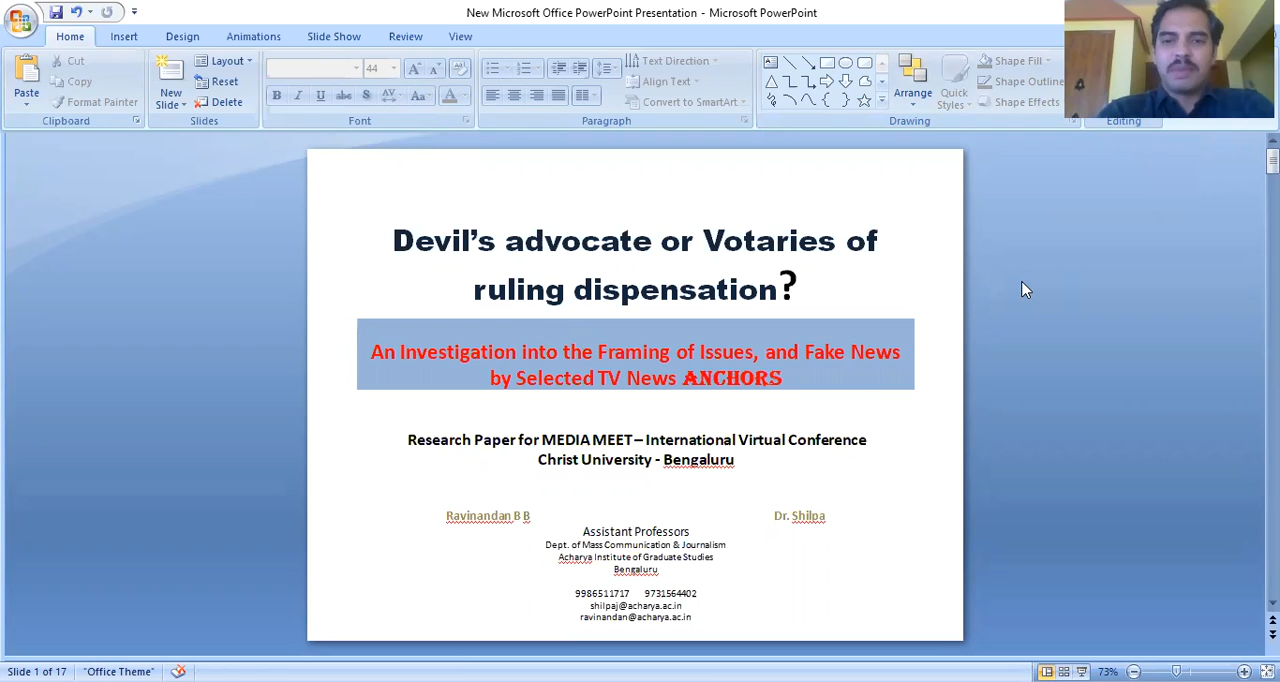 New Microsoft Office PowerPoint Presentation - Microsoft PowerPoint
Home Insert Design Animations Slide Show Review View
Paste
Cut
Copy
Format Painter
Clipboard
New Slide
Layout
Reset
Delete
Slides
44
B I U abc S AV Aa A
Font
Text Direction
Align Text
Convert to SmartArt
Paragraph
Arrange
Quick Styles
Shape Fill
Shape Outline
Shape Effects
Drawing
Editing
Devil's advocate or Votaries of
ruling dispensation?
An Investigation into the Framing of Issues, and Fake News
by Selected TV News ANCHORS
Research Paper for MEDIA MEET – International Virtual Conference
Christ University - Bengaluru
Ravinandan B B Dr. Shilpa
Assistant Professors
Dept. of Mass Communication & Journalism
Acharya Institute of Graduate Studies
Bengaluru
9986511717 9731564402
shilpaj@acharya.ac.in
ravinandan@acharya.ac.in
Slide 1 of 17 "Office Theme" 73%